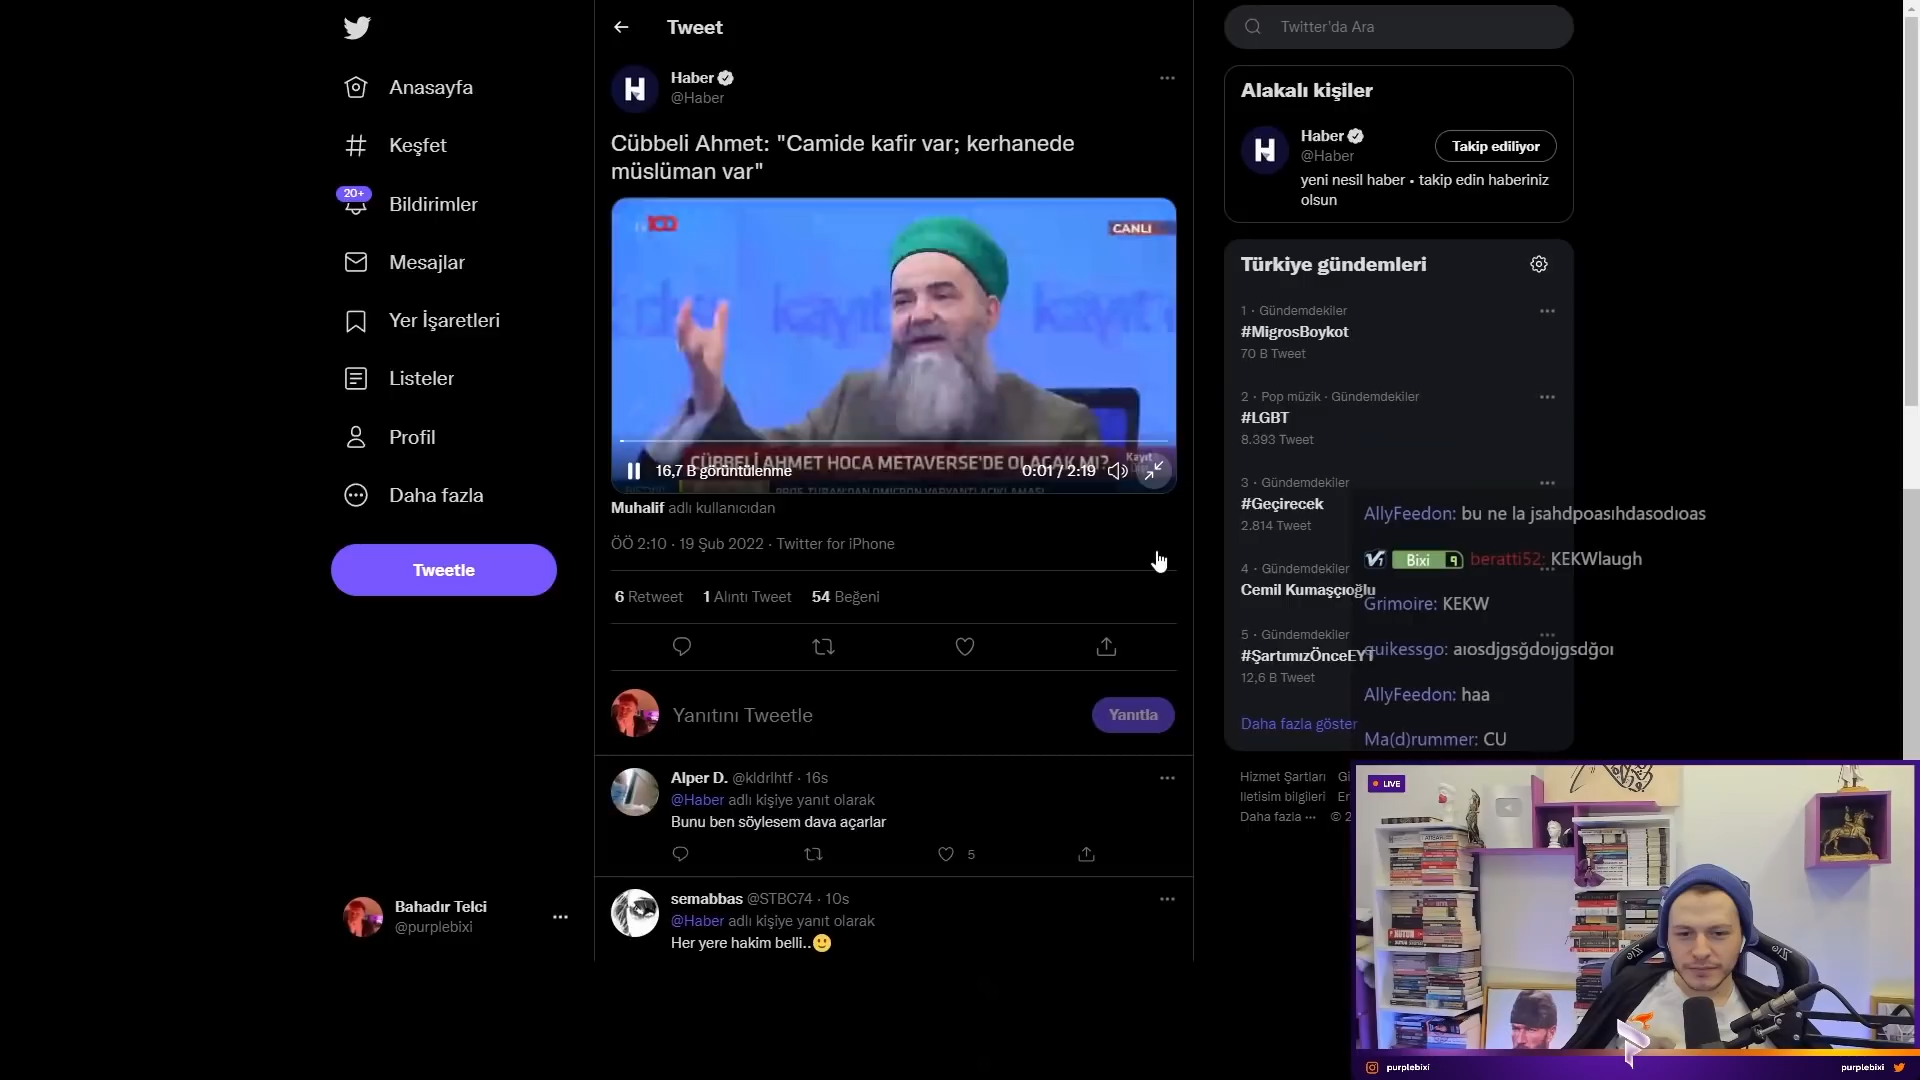 Anasayfa
Keşfet
20+
Bildirimler
Mesajlar
Yer İşaretleri
Listeler
Profil
Daha fazla
Tweetle
Bahadır Telci
@purplebixi
Tweet
Haber
@Haber
Cübbeli Ahmet: "Camide kafir var; kerhanede
müslüman var"
CANLI
CÜBBELİ AHMET HOCA METAVERSE'DE OLACAK MI?
16,7 B görüntülenme
0:01 / 2:19
Muhalif adlı kullanıcıdan
ÖÖ 2:10 · 19 Şub 2022 · Twitter for iPhone
6 Retweet 1 Alıntı Tweet 54 Beğeni
Yanıtını Tweetle
Yanıtla
Alper D. @kldrlhtf · 16s
@Haber adlı kişiye yanıt olarak
Bunu ben söylesem dava açarlar
5
semabbas @STBC74 · 10s
@Haber adlı kişiye yanıt olarak
Her yere hakim belli..🙂
Twitter'da Ara
Alakalı kişiler
Haber
@Haber
Takip ediliyor
yeni nesil haber • takip edin haberiniz
olsun
Türkiye gündemleri
1 · Gündemdekiler
#MigrosBoykot
70 B Tweet
2 · Pop müzik · Gündemdekiler
#LGBT
8.393 Tweet
3 · Gündemdekiler
#Geçirecek
2.814 Tweet
4 · Gündemdekiler
Cemil Kumaşçıoğlu
5 · Gündemdekiler
#ŞartımızÖnceEYT
12,6 B Tweet
Daha fazla göster
Hizmet Şartları
İletişim bilgileri
Daha fazla ···
AllyFeedon: bu ne la jsahdpoasıhdasodıoas
Bixi 9 beratti52: KEKWlaugh
Grimoire: KEKW
quikessgo: aıosdjgsğdoıjgsdğoı
AllyFeedon: haa
Ma(d)rummer: CU
LIVE
purplebixi
purplebixi